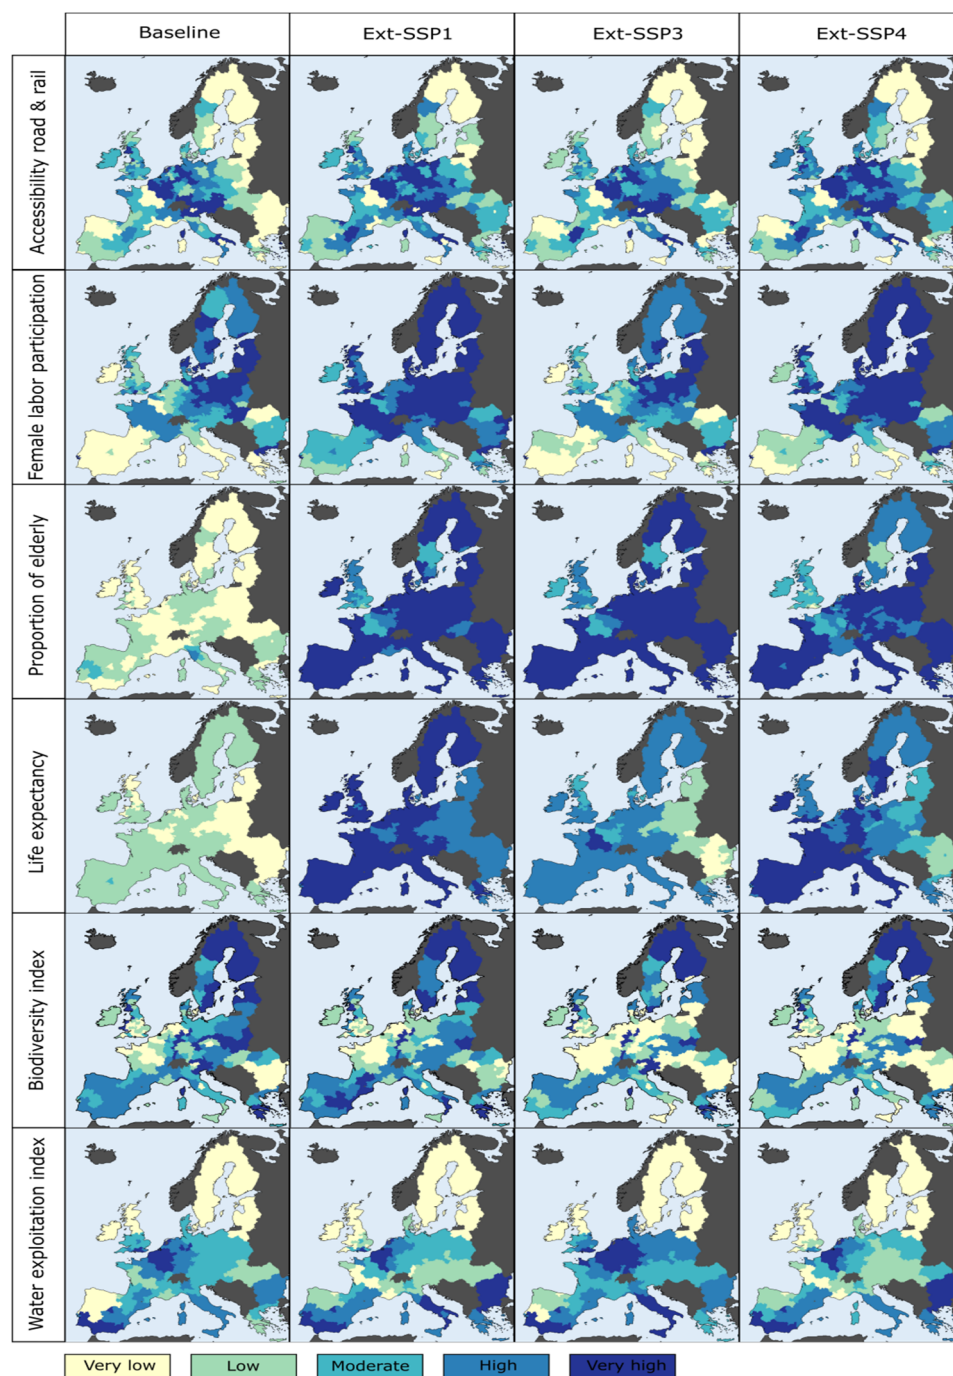 Baseline Ext-SSP1 Ext-SSP3 Ext-SSP4
Accessibility road & rail
Female labor participation
Proportion of elderly
Life expectancy
Biodiversity index
Water exploitation index
Very low Low Moderate High Very high